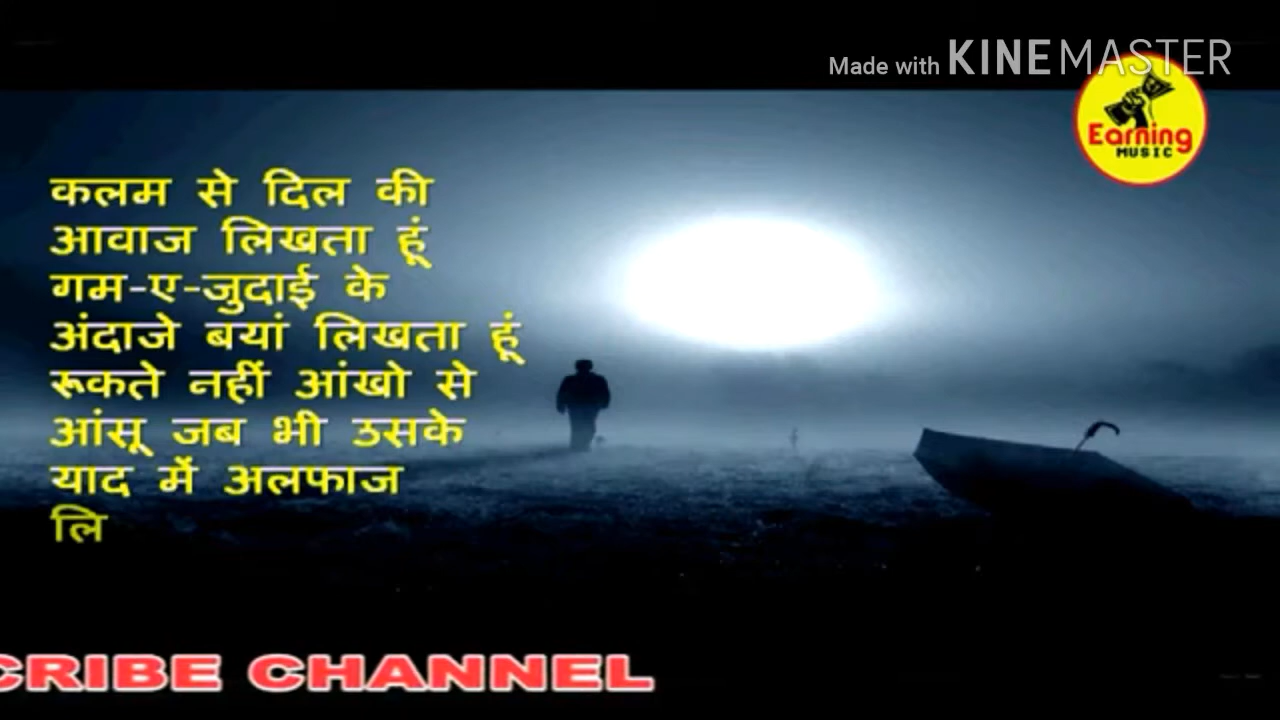 Made with KINEMASTER
Earning
MUSIC
कलम से दिल की
आवाज लिखता हूं
गम-ए-जुदाई के
अंदाजे बयां लिखता हूं
रूकते नहीं आंखो से
आंसू जब भी उसके
याद में अलफाज
लि
CRIBE CHANNEL